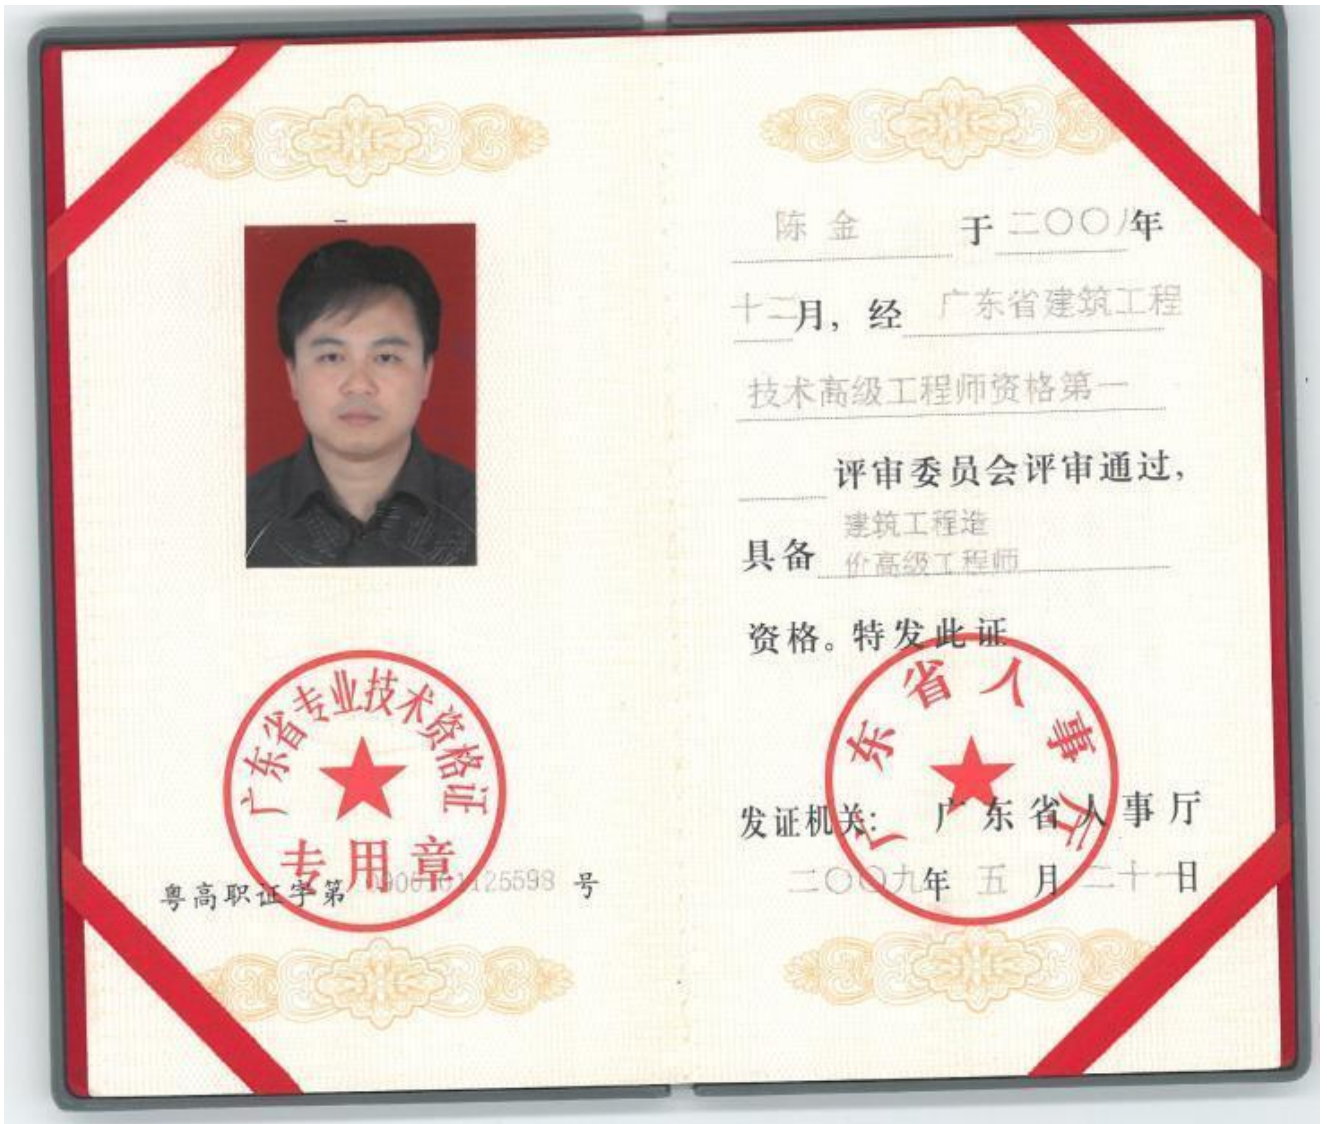 广东省专业技术资格证
专用章
粤高职证字第 0900101125598 号
陈金 于 二〇〇八年
十二月，经 广东省建筑工程
技术高级工程师资格第一
评审委员会评审通过，
建筑工程造
具备 价高级工程师
资格。特发此证
广东省人事厅
发证机关： 广东省人事厅
二〇〇九年 五 月 二十一日